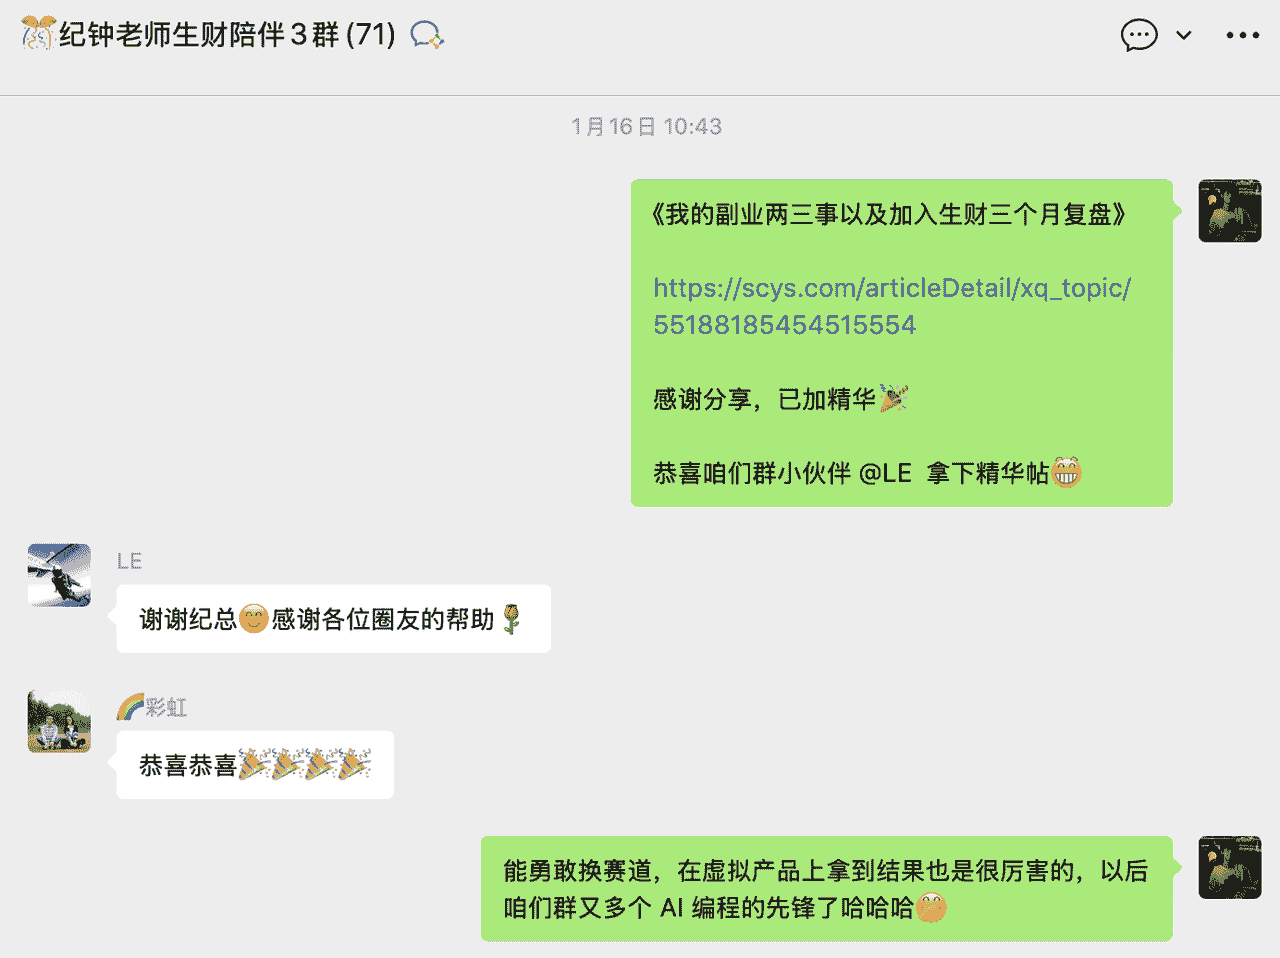 纪钟老师生财陪伴3群(71)
1月16日 10:43
《我的副业两三事以及加入生财三个月复盘》
https://scys.com/articleDetail/xq_topic/
55188185454515554
感谢分享，已加精华🎉
恭喜咱们群小伙伴 @LE 拿下精华帖😁
LE
谢谢纪总😊感谢各位圈友的帮助🌹
🌈彩虹
恭喜恭喜🎉🎉🎉🎉
能勇敢换赛道，在虚拟产品上拿到结果也是很厉害的，以后
咱们群又多个 AI 编程的先锋了哈哈哈😊